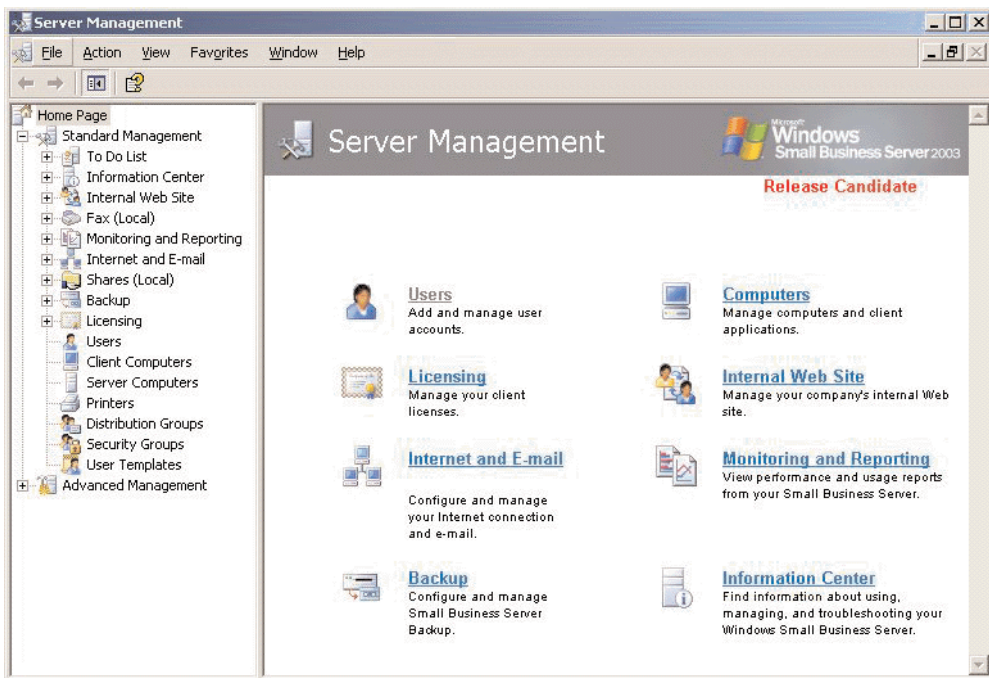 Server Management
File Action View Favorites Window Help
Home Page
Standard Management
To Do List
Information Center
Internal Web Site
Fax (Local)
Monitoring and Reporting
Internet and E-mail
Shares (Local)
Backup
Licensing
Users
Client Computers
Server Computers
Printers
Distribution Groups
Security Groups
User Templates
Advanced Management
Server Management
Microsoft
Windows
Small Business Server 2003
Release Candidate
Users
Add and manage user
accounts.
Computers
Manage computers and client
applications.
Licensing
Manage your client
licenses.
Internal Web Site
Manage your company's internal Web
site.
Internet and E-mail
Configure and manage
your Internet connection
and e-mail.
Monitoring and Reporting
View performance and usage reports
from your Small Business Server.
Backup
Configure and manage
Small Business Server
Backup.
Information Center
Find information about using,
managing, and troubleshooting your
Windows Small Business Server.